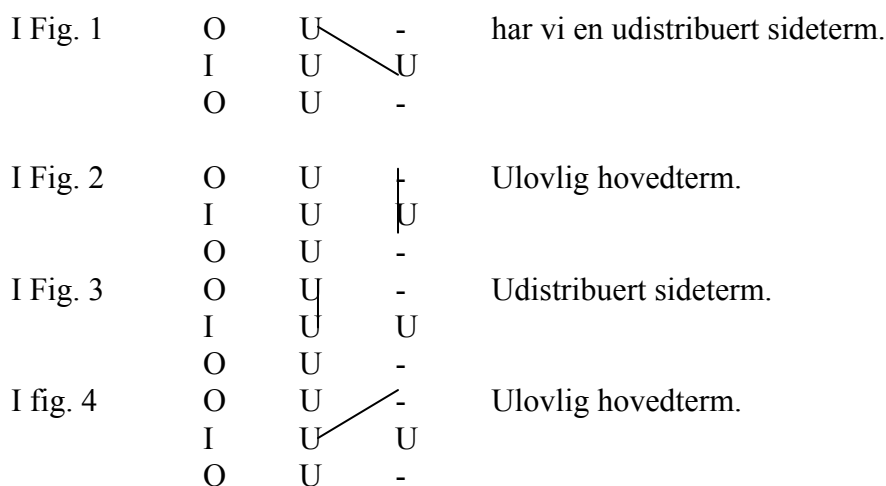 I Fig. 1 O U - har vi en udistribuert sideterm.
I U U
O U -
I Fig. 2 O U - Ulovlig hovedterm.
I U U
O U -
I Fig. 3 O U - Udistribuert sideterm.
I U U
O U -
I fig. 4 O U - Ulovlig hovedterm.
I U U
O U -